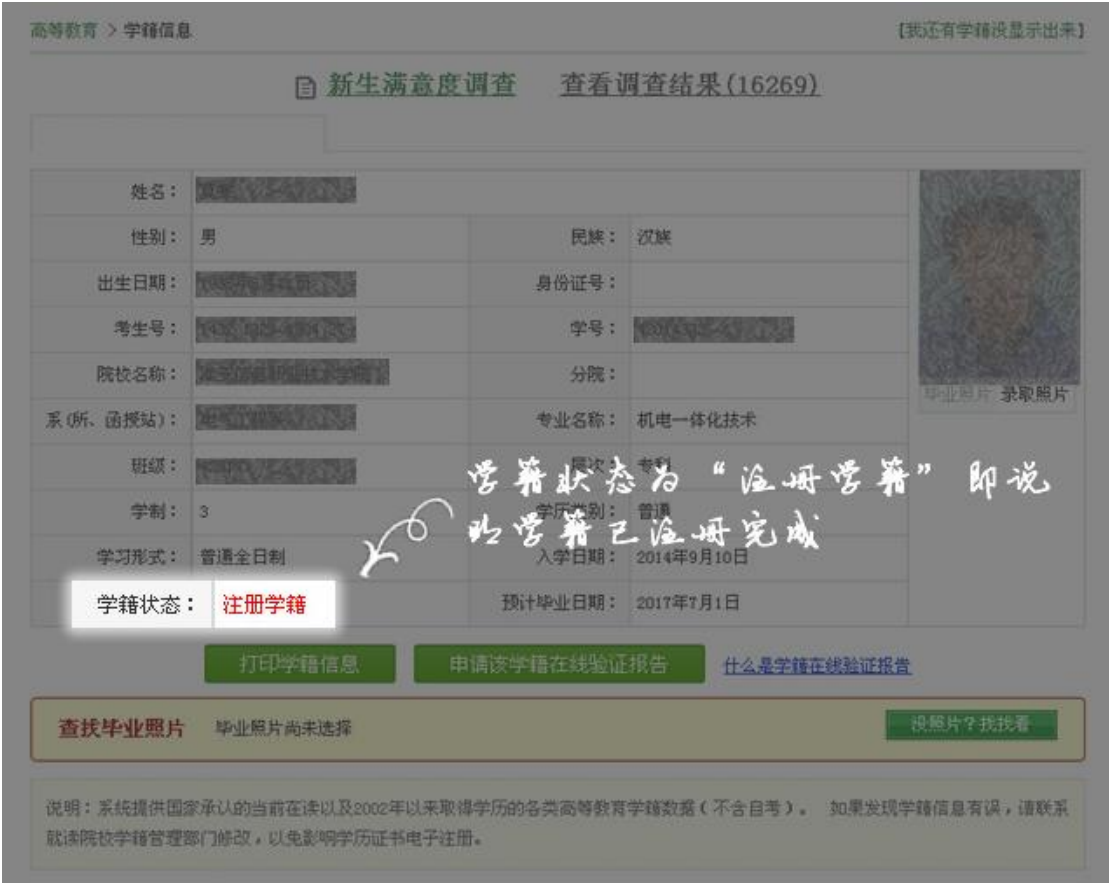 高等教育 > 学籍信息
【我还有学籍没显示出来】
新生满意度调查 查看调查结果(16269)
姓名：
性别： 男 民族： 汉族
出生日期： 身份证号：
考生号： 学号：
院校名称： 分院：
毕业照片 录取照片
系(所、函授站)： 专业名称： 机电一体化技术
班级： 层次： 专科
学籍状态为“注册学籍”即说
明学籍已注册完成
学制： 3 学历类别： 普通
学习形式： 普通全日制 入学日期： 2014年9月10日
学籍状态： 注册学籍 预计毕业日期： 2017年7月1日
打印学籍信息 申请该学籍在线验证报告 什么是学籍在线验证报告
查找毕业照片 毕业照片尚未选择 没照片？找找看
说明：系统提供国家承认的当前在读以及2002年以来取得学历的各类高等教育学籍数据（不含自考）。 如果发现学籍信息有误，请联系
就读院校学籍管理部门修改，以免影响学历证书电子注册。